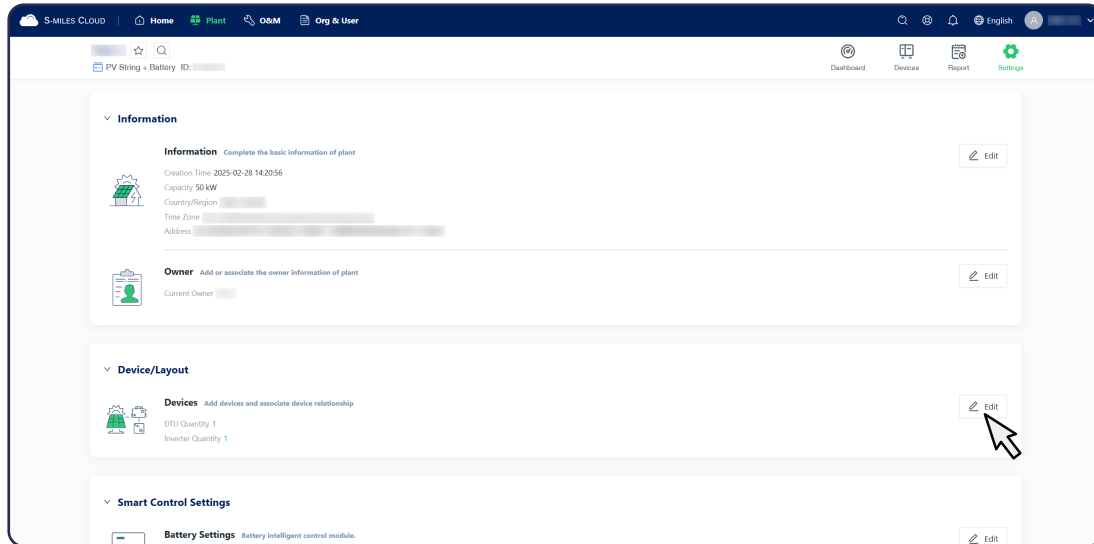 S-MILES CLOUD Home Plant O&M Org & User English
PV String + Battery ID:
Dashboard Devices Report Settings
Information
Information Complete the basic information of plant
Edit
Creation Time 2025-02-28 14:20:56
Capacity 50 kW
Country/Region
Time Zone
Address
Owner Add or associate the owner information of plant
Edit
Current Owner
Device/Layout
Devices Add devices and associate device relationship
Edit
DTU Quantity 1
Inverter Quantity 1
Smart Control Settings
Battery Settings Battery intelligent control module.
Edit